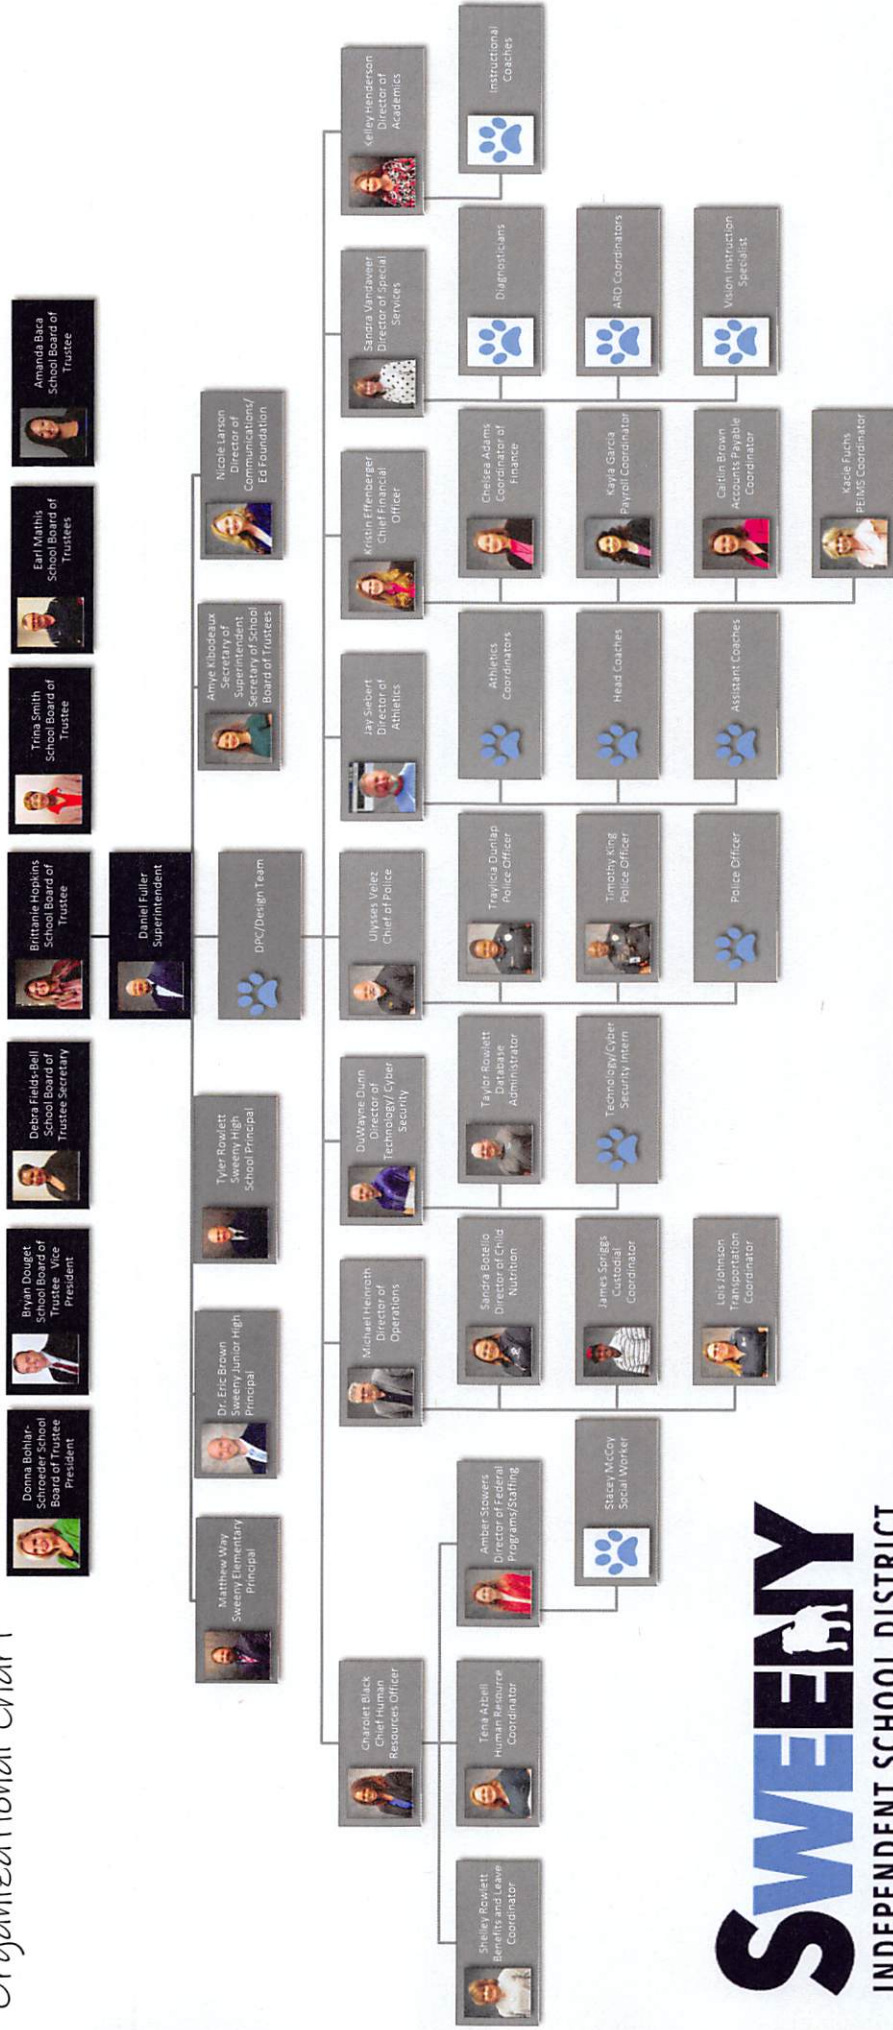 Organizational Chart
Donna Bohlar-
Schroeder School
Board of Trustee
President
Bryan Douget
School Board of
Trustee Vice
President
Debra Fields-Bell
School Board of
Trustee Secretary
Brittanie Hopkins
School Board of
Trustee
Trina Smith
School Board of
Trustee
Earl Mathis
School Board of
Trustees
Amanda Baca
School Board of
Trustee
Daniel Fuller
Superintendent
Matthew Way
Sweeny Elementary
Principal
Dr. Eric Brown
Sweeny Junior High
Principal
Tyler Rowlett
Sweeny High
School Principal
DPC/Design Team
Amye Kibodeaux
Secretary of
Superintendent
Secretary of School
Board of Trustees
Nicole Larson
Director of
Communications/
Ed Foundation
Charolet Black
Chief Human
Resources Officer
Michael Heinroth
Director of
Operations
DuWayne Dunn
Director of
Technology/ Cyber
Security
Ulysses Velez
Chief of Police
Jay Siebert
Director of
Athletics
Kristin Effenberger
Chief Financial
Officer
Sandra Vandaveer
Director of Special
Services
Kelley Henderson
Director of
Academics
Shelley Rowlett
Benefits and Leave
Coordinator
Tena Azbell
Human Resource
Coordinator
Amber Stowers
Director of Federal
Programs/Staffing
Sandra Botello
Director of Child
Nutrition
Taylor Rowlett
Database
Administrator
Traylicia Dunlap
Police Officer
Athletics
Coordinators
Chelsea Adams
Coordinator of
Finance
Diagnosticians
Instructional
Coaches
Stacey McCoy
Social Worker
James Spriggs
Custodial
Coordinator
Technology/Cyber
Security Intern
Timothy King
Police Officer
Head Coaches
Kayla Garcia
Payroll Coordinator
ARD Coordinators
Lois Johnson
Transportation
Coordinator
Police Officer
Assistant Coaches
Caitlin Brown
Accounts Payable
Coordinator
Vision Instruction
Specialist
Kacie Fuchs
PEIMS Coordinator
SWEENY
INDEPENDENT SCHOOL DISTRICT